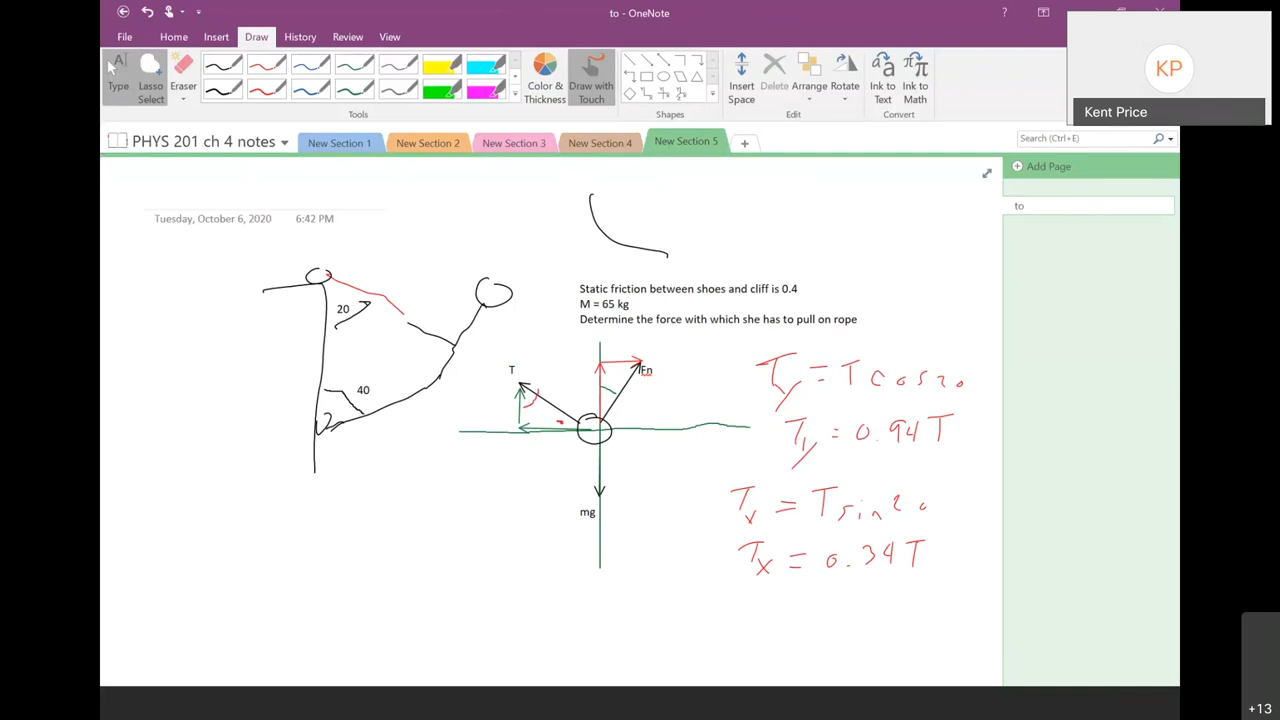 to - OneNote
?
File
Home
Insert
Draw
History
Review
View
KP
Kent Price
Type
Lasso Select
Eraser
Color & Thickness
Draw with Touch
Insert Space
Delete
Arrange
Rotate
Ink to Text
Ink to Math
Tools
Shapes
Edit
Convert
PHYS 201 ch 4 notes
New Section 1
New Section 2
New Section 3
New Section 4
New Section 5
+
Search (Ctrl+E)
Add Page
to
Tuesday, October 6, 2020 6:42 PM
20
40
Static friction between shoes and cliff is 0.4
M = 65 kg
Determine the force with which she has to pull on rope
T
Fn
mg
Ty = T cos 20
Ty = 0.94 T
Tx = T sin 20
Tx = 0.34 T
+13